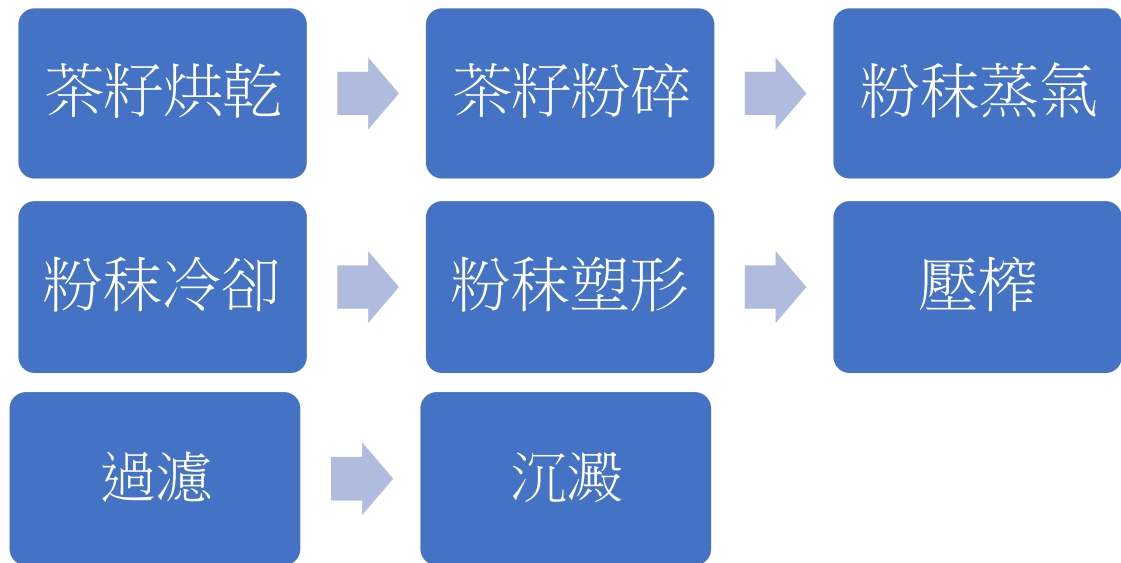 茶籽烘乾
茶籽粉碎
粉秣蒸氣
粉秣冷卻
粉秣塑形
壓榨
過濾
沉澱